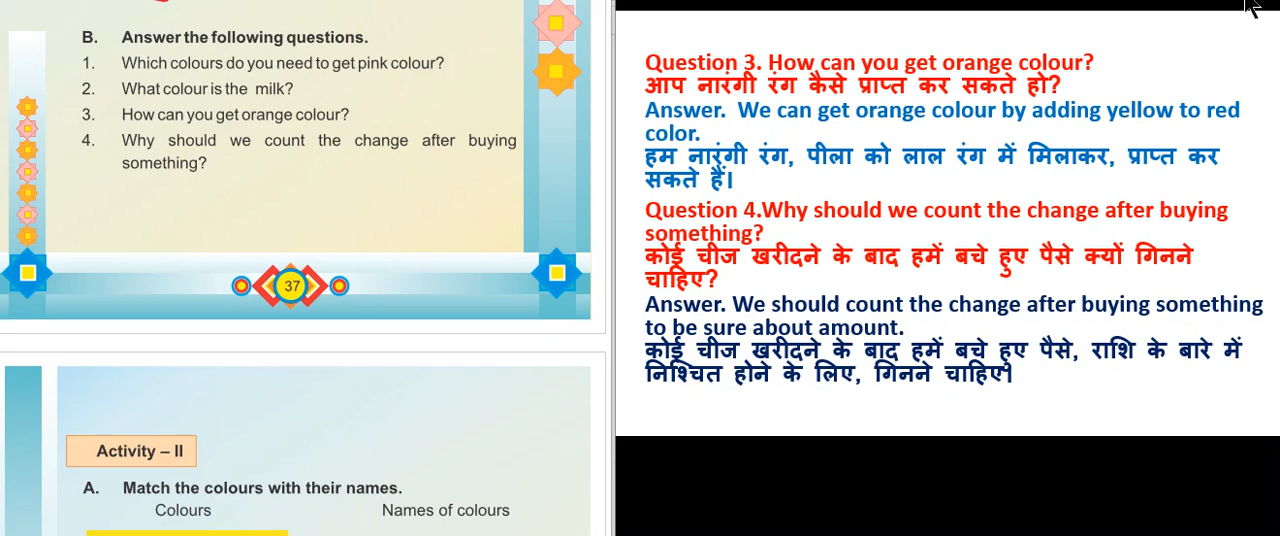 B. Answer the following questions.
1. Which colours do you need to get pink colour?
2. What colour is the milk?
3. How can you get orange colour?
4. Why should we count the change after buying
something?
37
Activity – II
A. Match the colours with their names.
Colours Names of colours
Question 3. How can you get orange colour?
आप नारंगी रंग कैसे प्राप्त कर सकते हो?
Answer. We can get orange colour by adding yellow to red
color.
हम नारंगी रंग, पीला को लाल रंग में मिलाकर, प्राप्त कर
सकते हैं।
Question 4.Why should we count the change after buying
something?
कोई चीज खरीदने के बाद हमें बचे हुए पैसे क्यों गिनने
चाहिए?
Answer. We should count the change after buying something
to be sure about amount.
कोई चीज खरीदने के बाद हमें बचे हुए पैसे, राशि के बारे में
निश्चित होने के लिए, गिनने चाहिए।